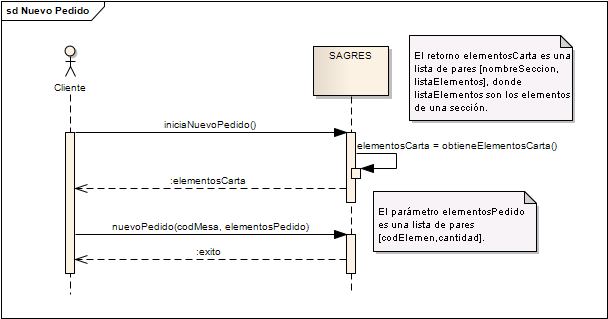 sd Nuevo Pedido
Cliente
SAGRES
El retorno elementosCarta es una
lista de pares [nombreSeccion,
listaElementos], donde
listaElementos son los elementos
de una sección.
iniciaNuevoPedido()
elementosCarta = obtieneElementosCarta()
:elementosCarta
El parámetro elementosPedido
es una lista de pares
[codElemen,cantidad].
nuevoPedido(codMesa, elementosPedido)
:exito